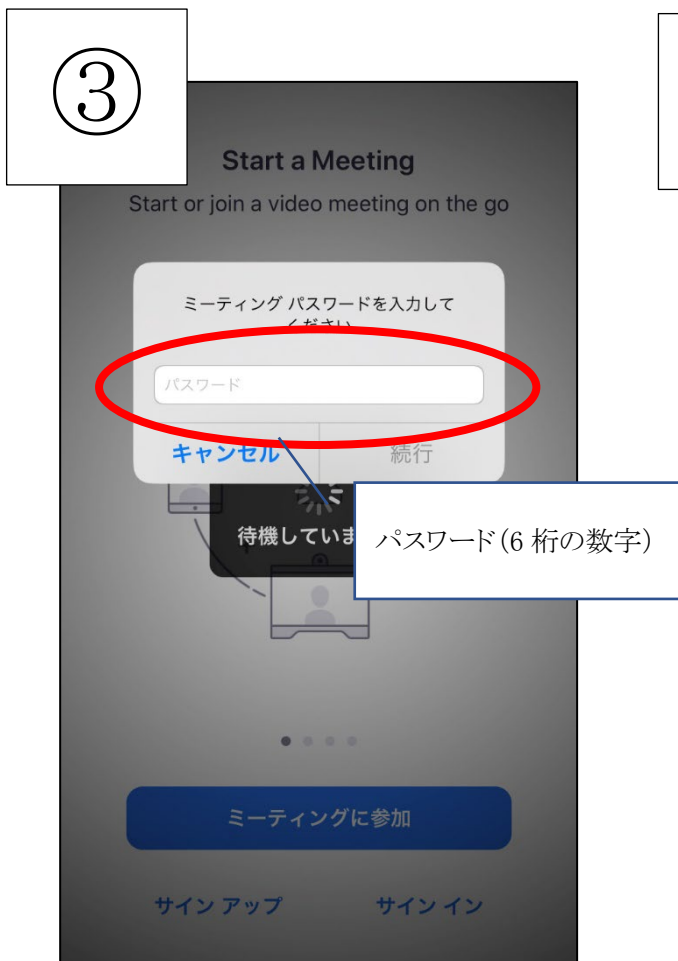 ③
Start a Meeting
Start or join a video meeting on the go
ミーティング パスワードを入力して
ください
パスワード
キャンセル 続行
待機していま
パスワード(6 桁の数字)
ミーティングに参加
サイン アップ サイン イン